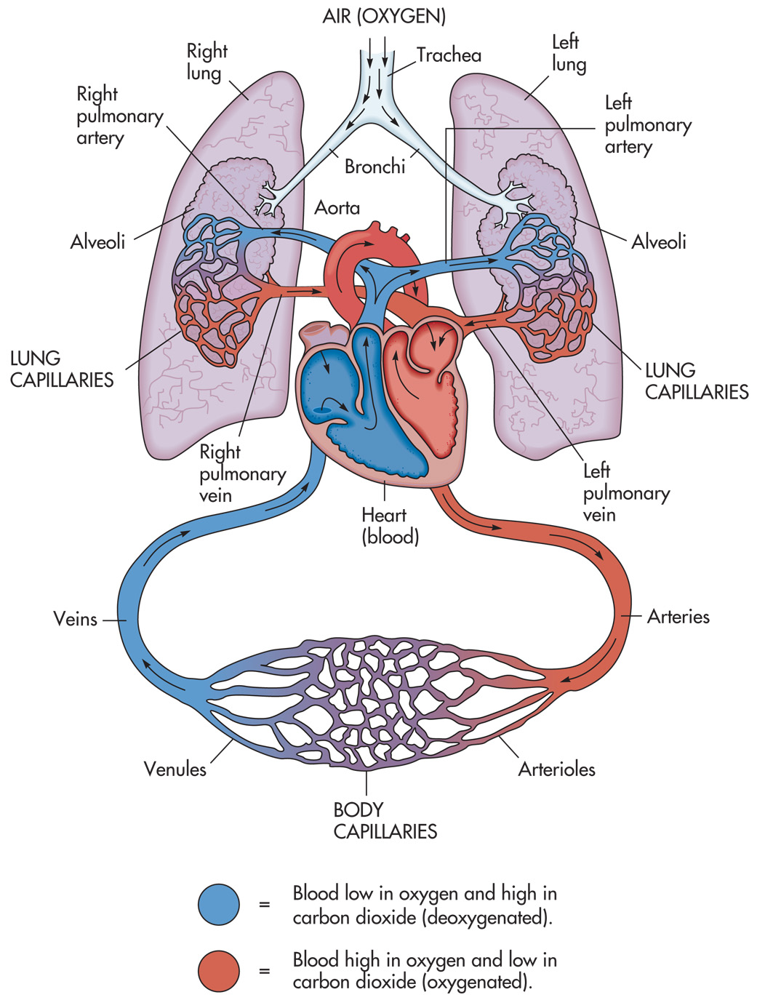 AIR (OXYGEN)
Right
lung
Trachea
Left
lung
Right
pulmonary
artery
Left
pulmonary
artery
Bronchi
Aorta
Alveoli
Alveoli
LUNG
CAPILLARIES
LUNG
CAPILLARIES
Right
pulmonary
vein
Left
pulmonary
vein
Heart
(blood)
Veins
Arteries
Venules
Arterioles
BODY
CAPILLARIES
= Blood low in oxygen and high in
carbon dioxide (deoxygenated).
= Blood high in oxygen and low in
carbon dioxide (oxygenated).